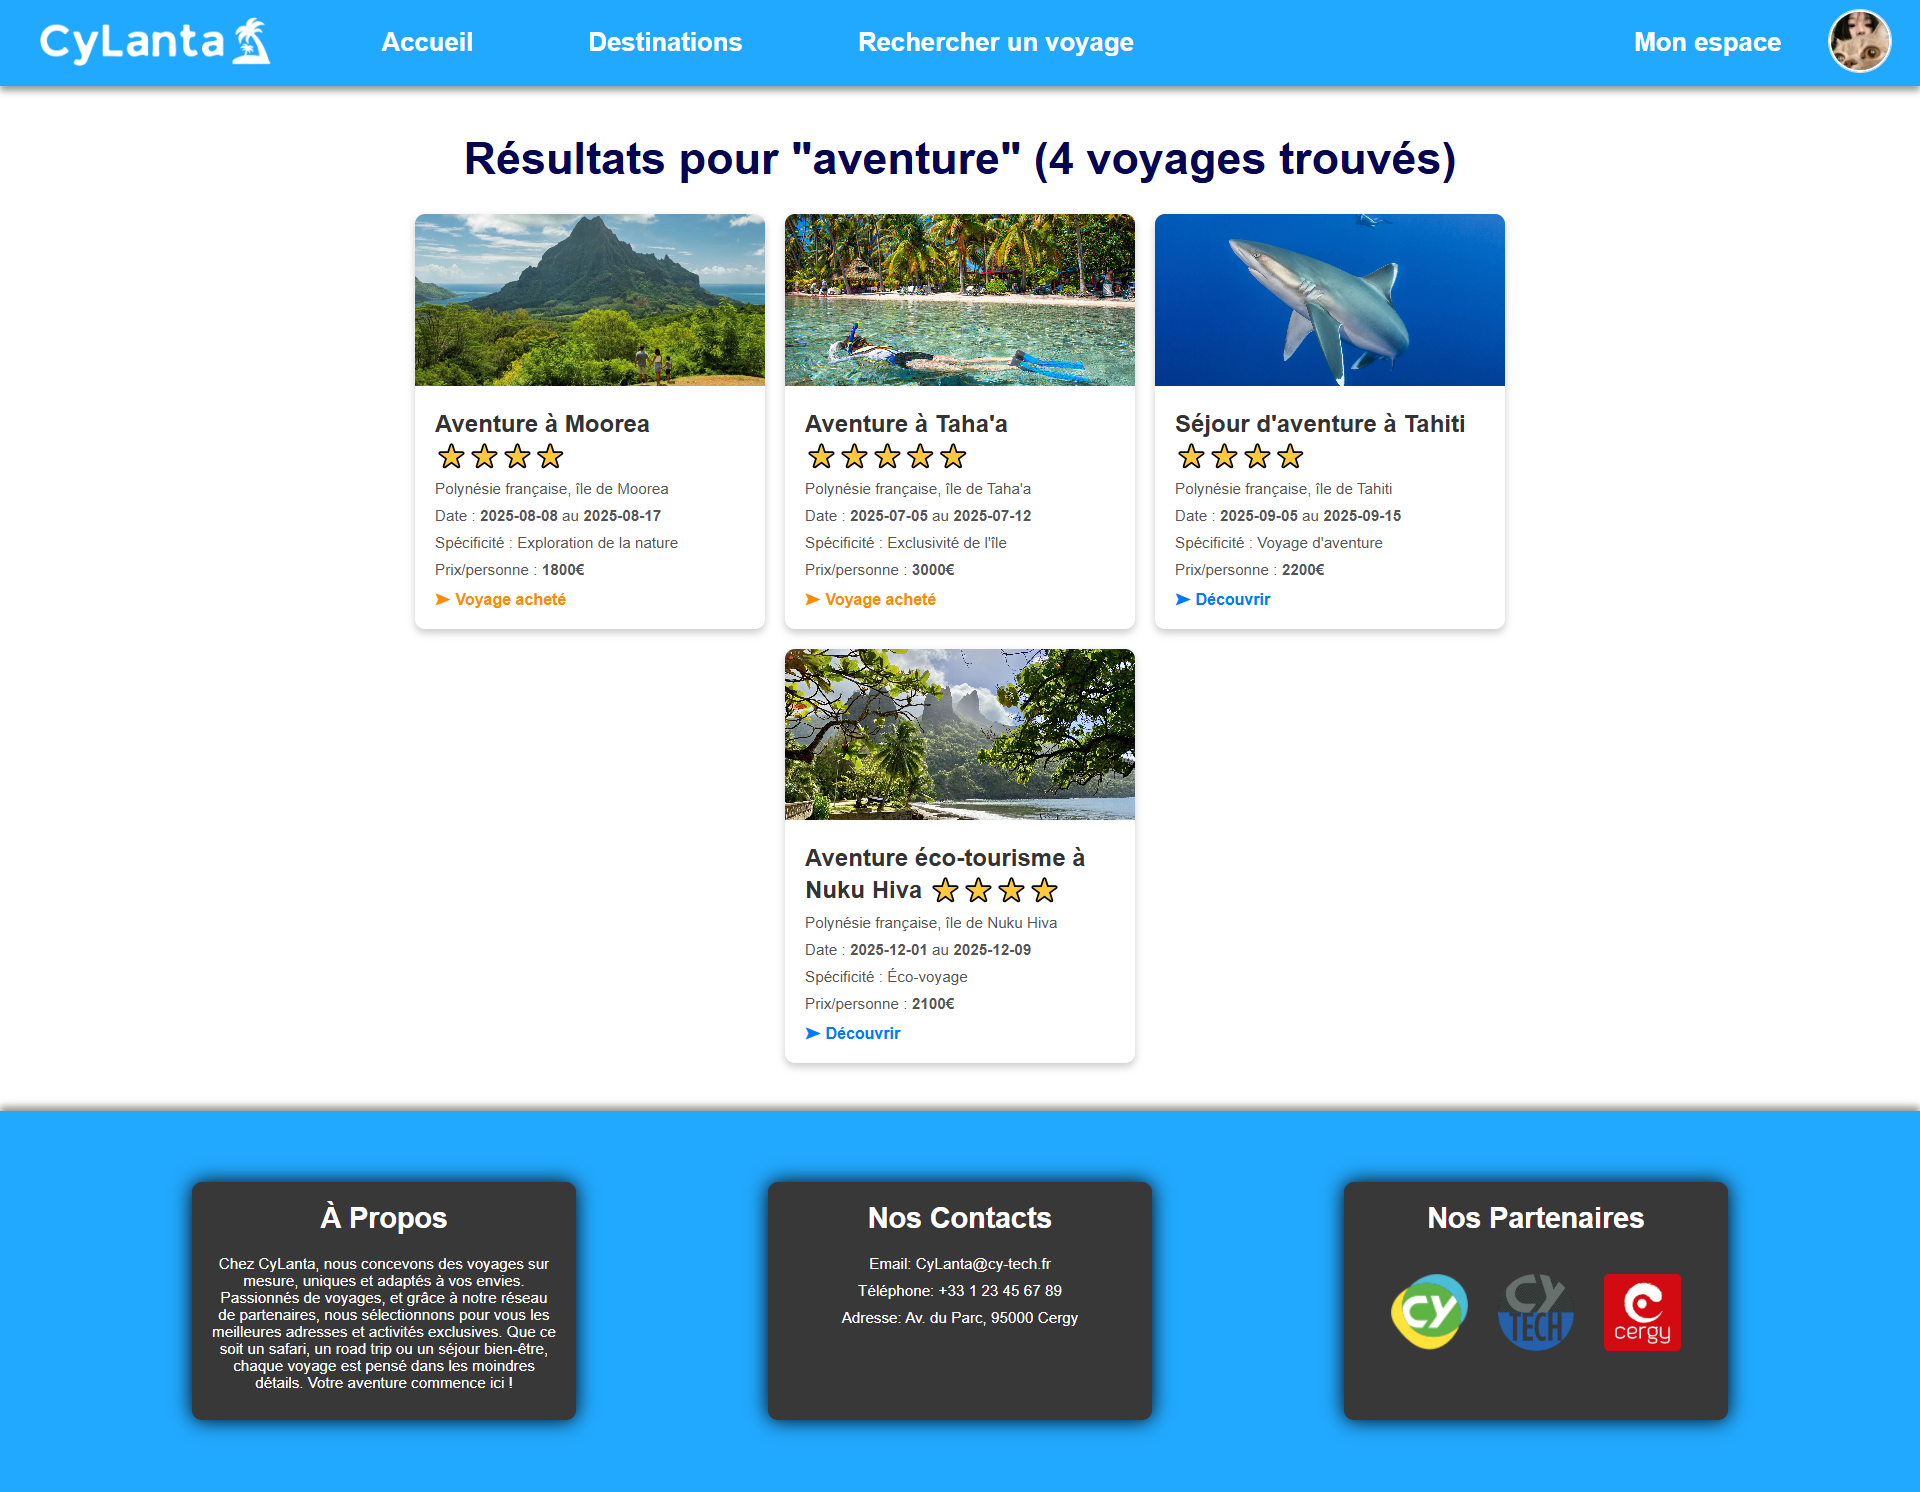 CyLanta
Accueil
Destinations
Rechercher un voyage
Mon espace
Résultats pour "aventure" (4 voyages trouvés)
Aventure à Moorea
Polynésie française, île de Moorea
Date : 2025-08-08 au 2025-08-17
Spécificité : Exploration de la nature
Prix/personne : 1800€
➤ Voyage acheté
Aventure à Taha'a
Polynésie française, île de Taha'a
Date : 2025-07-05 au 2025-07-12
Spécificité : Exclusivité de l'île
Prix/personne : 3000€
➤ Voyage acheté
Séjour d'aventure à Tahiti
Polynésie française, île de Tahiti
Date : 2025-09-05 au 2025-09-15
Spécificité : Voyage d'aventure
Prix/personne : 2200€
➤ Découvrir
Aventure éco-tourisme à
Nuku Hiva
Polynésie française, île de Nuku Hiva
Date : 2025-12-01 au 2025-12-09
Spécificité : Éco-voyage
Prix/personne : 2100€
➤ Découvrir
À Propos
Chez CyLanta, nous concevons des voyages sur
mesure, uniques et adaptés à vos envies.
Passionnés de voyages, et grâce à notre réseau
de partenaires, nous sélectionnons pour vous les
meilleures adresses et activités exclusives. Que ce
soit un safari, un road trip ou un séjour bien-être,
chaque voyage est pensé dans les moindres
détails. Votre aventure commence ici !
Nos Contacts
Email: CyLanta@cy-tech.fr
Téléphone: +33 1 23 45 67 89
Adresse: Av. du Parc, 95000 Cergy
Nos Partenaires
CY
CY
TECH
cergy